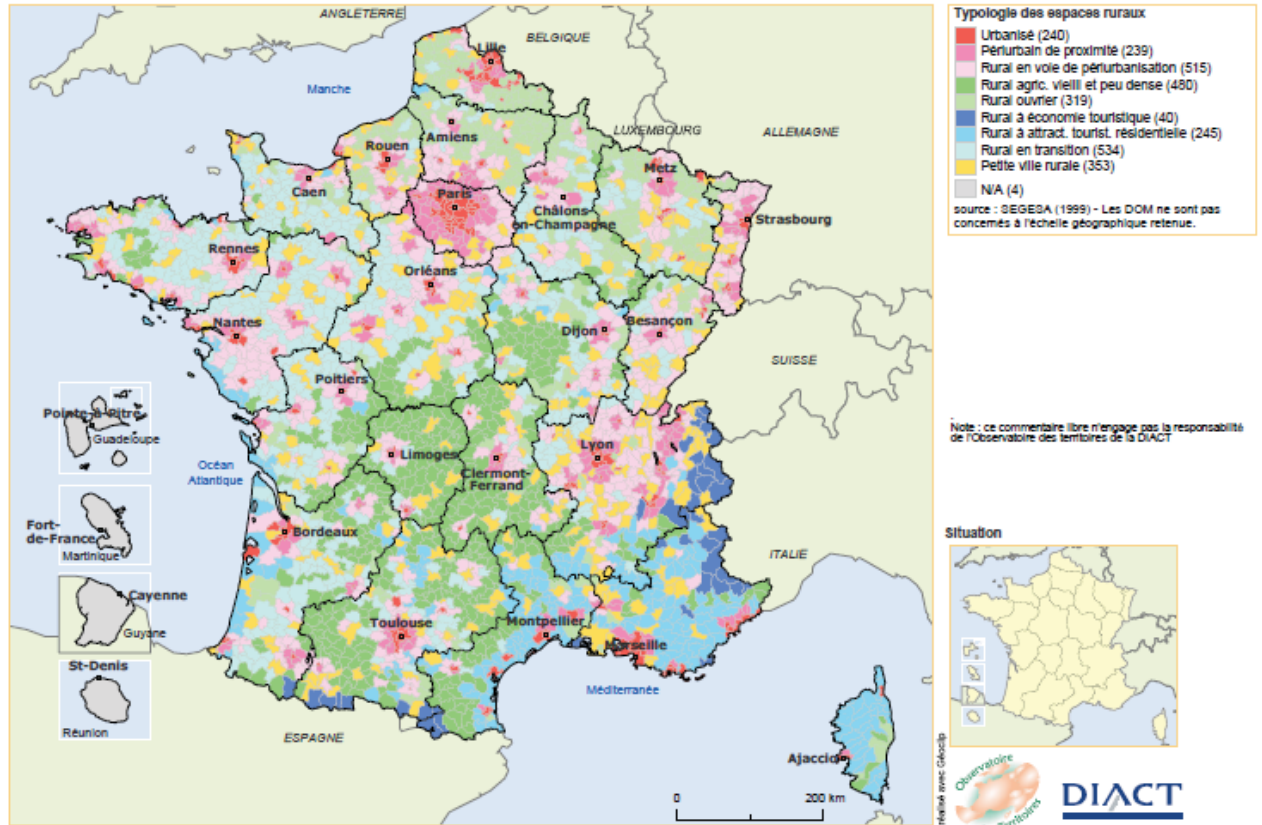 ANGLETERRE
BELGIQUE
Lille
Manche
LUXEMBOURG
ALLEMAGNE
Amiens
Rouen
Metz
Caen
Paris
Châlons-
en-Champagne
Strasbourg
Rennes
Orléans
Nantes
Dijon
Besançon
SUISSE
Poitiers
Pointe-à-Pitre
Guadeloupe
Limoges
Lyon
Clermont-
Ferrand
Océan
Atlantique
Fort-
de-France
Martinique
Bordeaux
ITALIE
Cayenne
Guyane
Toulouse
Montpellier
Marseille
St-Denis
Réunion
Méditerranée
ESPAGNE
Ajaccio
0 200 km
Typologie des espaces ruraux
Urbanisé (240)
Périurbain de proximité (239)
Rural en voie de périurbanisation (515)
Rural agric. vieilli et peu dense (480)
Rural ouvrier (319)
Rural à économie touristique (40)
Rural à attract. tourist. résidentielle (245)
Rural en transition (534)
Petite ville rurale (353)
N/A (4)
source : SEGESA (1999) - Les DOM ne sont pas
concernés à l'échelle géographique retenue.
Note : ce commentaire libre n'engage pas la responsabilité
de l'Observatoire des territoires de la DIACT
Situation
réalisé avec Géoclip
Observatoire
Territoires
DIACT